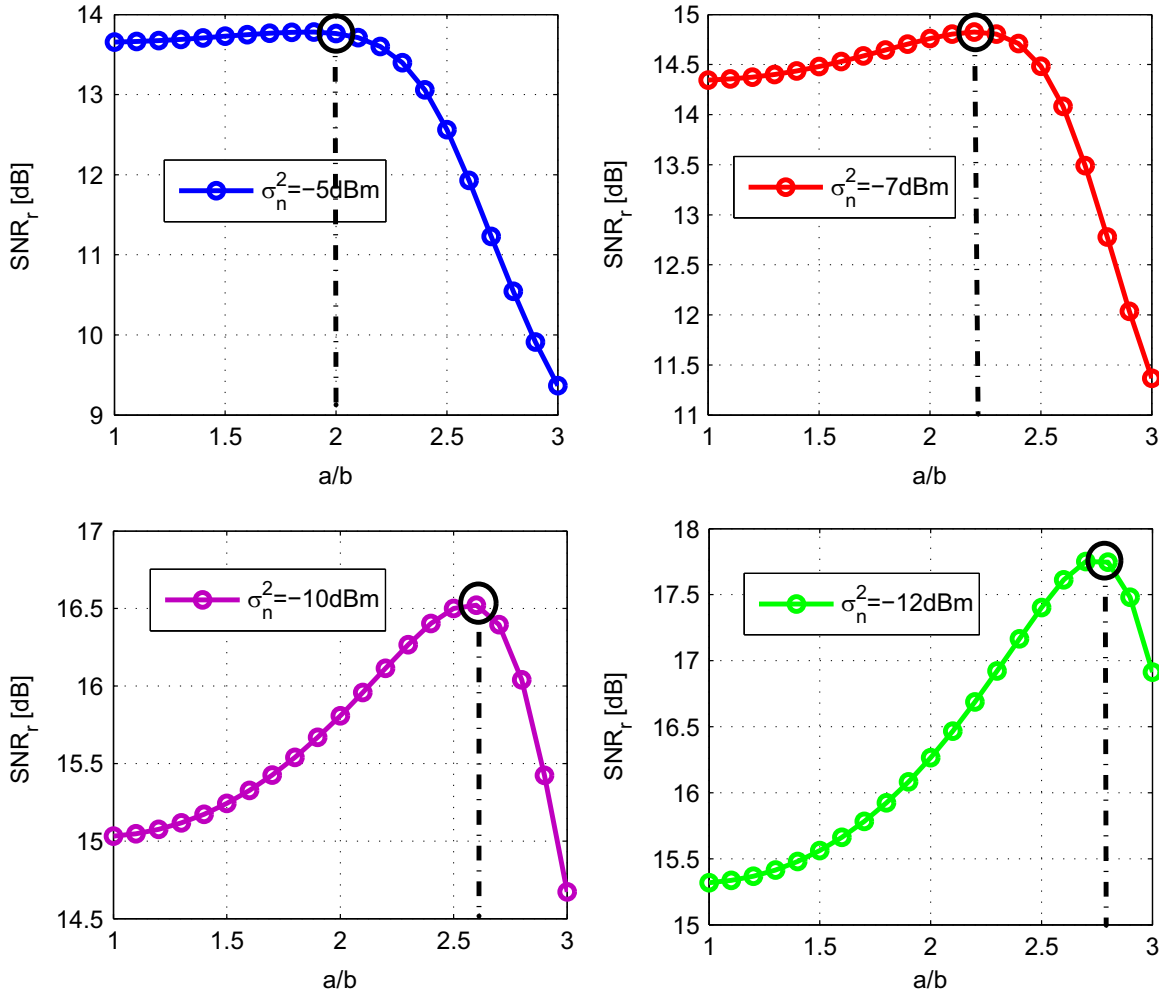 14
13
12
11
10
9
SNR_r [dB]
σ_n^2=−5dBm
1 1.5 2 2.5 3
a/b
15
14.5
14
13.5
13
12.5
12
11.5
11
SNR_r [dB]
σ_n^2=−7dBm
1 1.5 2 2.5 3
a/b
17
16.5
16
15.5
15
14.5
SNR_r [dB]
σ_n^2=−10dBm
1 1.5 2 2.5 3
a/b
18
17.5
17
16.5
16
15.5
15
SNR_r [dB]
σ_n^2=−12dBm
1 1.5 2 2.5 3
a/b